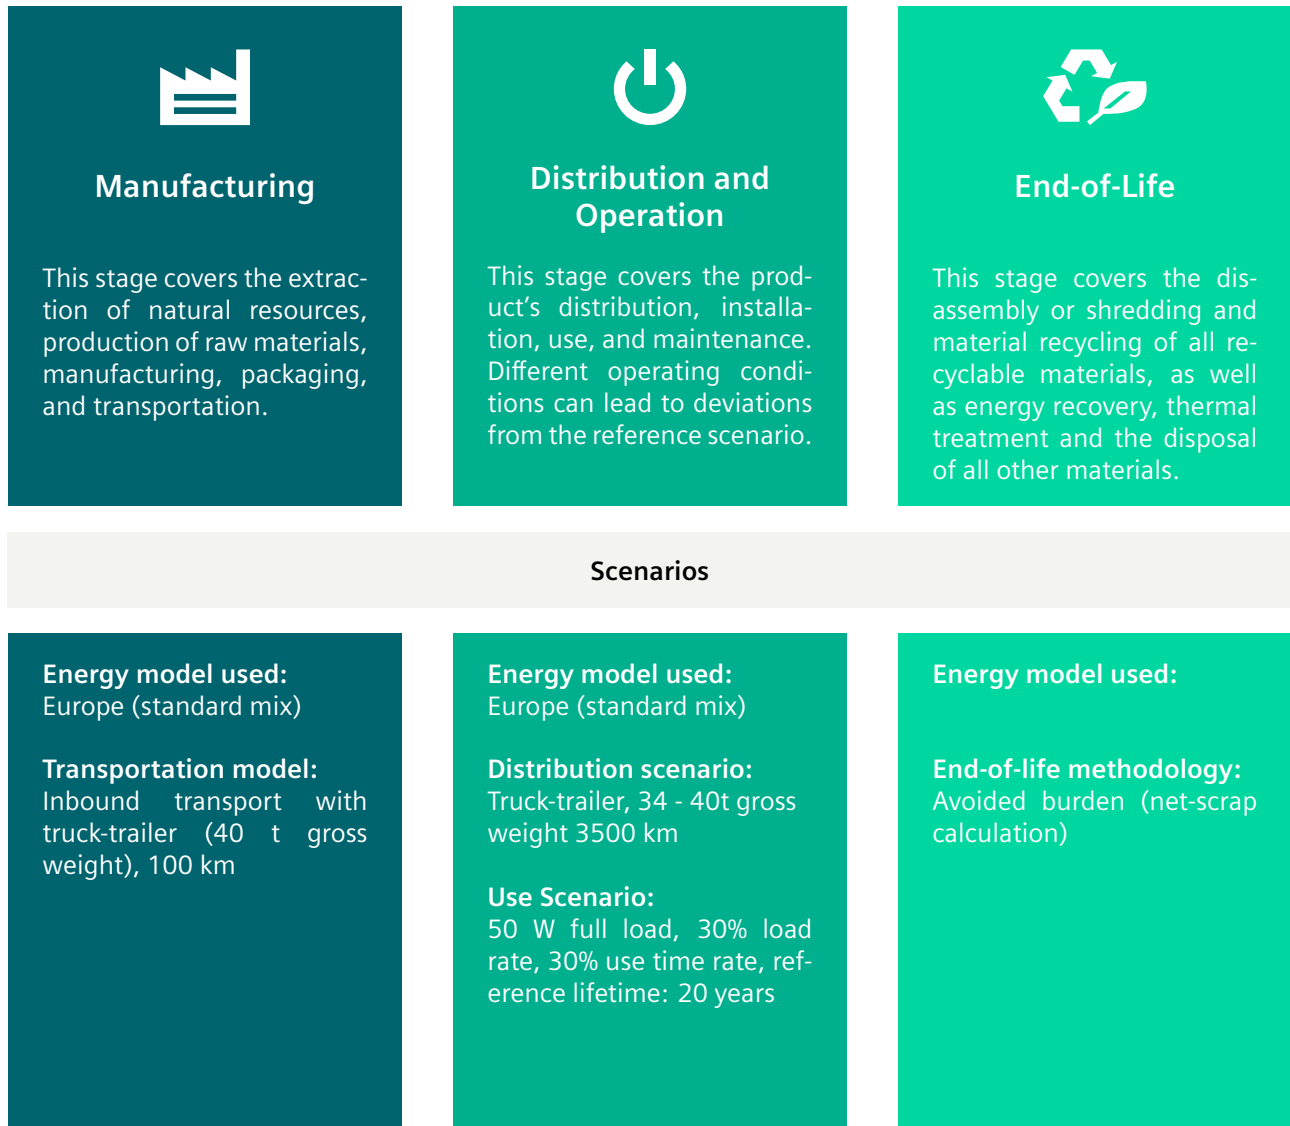 Manufacturing
This stage covers the extrac-
tion of natural resources,
production of raw materials,
manufacturing, packaging,
and transportation.
Distribution and
Operation
This stage covers the prod-
uct's distribution, installa-
tion, use, and maintenance.
Different operating condi-
tions can lead to deviations
from the reference scenario.
End-of-Life
This stage covers the dis-
assembly or shredding and
material recycling of all re-
cyclable materials, as well
as energy recovery, thermal
treatment and the disposal
of all other materials.
Scenarios
Energy model used:
Europe (standard mix)
Transportation model:
Inbound transport with
truck-trailer (40 t gross
weight), 100 km
Energy model used:
Europe (standard mix)
Distribution scenario:
Truck-trailer, 34 - 40t gross
weight 3500 km
Use Scenario:
50 W full load, 30% load
rate, 30% use time rate, ref-
erence lifetime: 20 years
Energy model used:
End-of-life methodology:
Avoided burden (net-scrap
calculation)